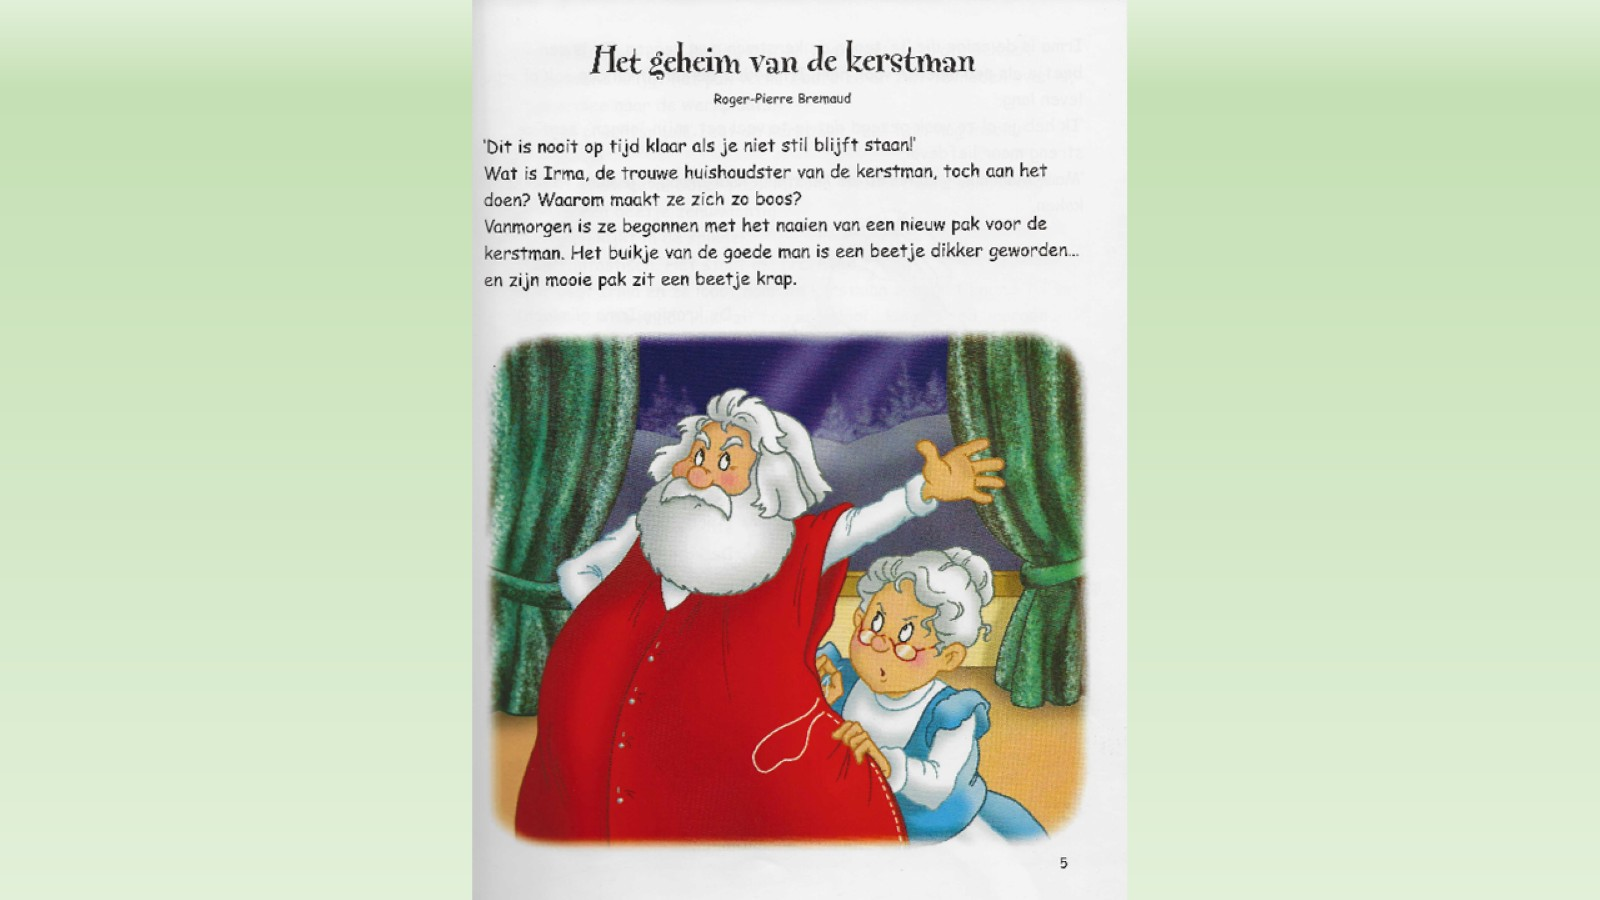 Het geheim van de kerstman
Roger-Pierre Bremaud
'Dit is nooit op tijd klaar als je niet stil blijft staan!'
Wat is Irma, de trouwe huishoudster van de kerstman, toch aan het
doen? Waarom maakt ze zich zo boos?
Vanmorgen is ze begonnen met het naaien van een nieuw pak voor de
kerstman. Het buikje van de goede man is een beetje dikker geworden...
en zijn mooie pak zit een beetje krap.
5